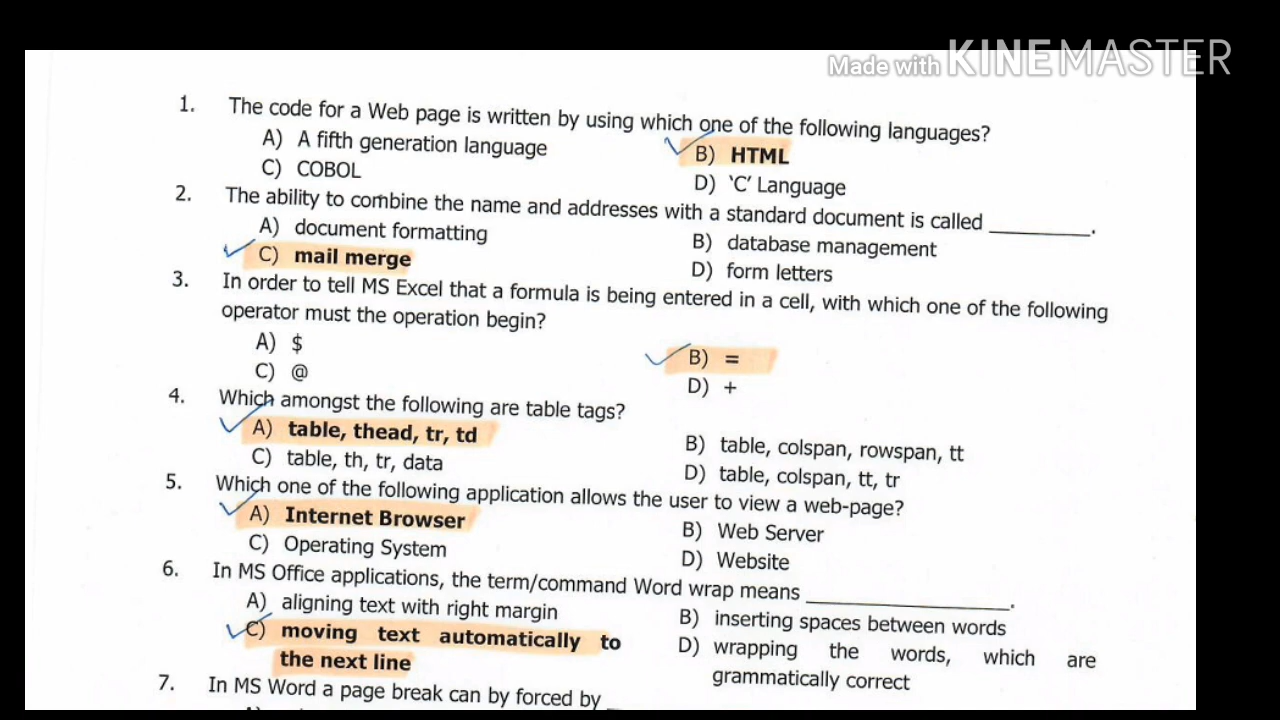 Made with KINEMASTER
1. The code for a Web page is written by using which one of the following languages?
A) A fifth generation language B) HTML
C) COBOL D) 'C' Language
2. The ability to combine the name and addresses with a standard document is called __________.
A) document formatting B) database management
C) mail merge D) form letters
3. In order to tell MS Excel that a formula is being entered in a cell, with which one of the following
operator must the operation begin?
A) $ B) =
C) @ D) +
4. Which amongst the following are table tags?
A) table, thead, tr, td B) table, colspan, rowspan, tt
C) table, th, tr, data D) table, colspan, tt, tr
5. Which one of the following application allows the user to view a web-page?
A) Internet Browser B) Web Server
C) Operating System D) Website
6. In MS Office applications, the term/command Word wrap means ____________________.
A) aligning text with right margin B) inserting spaces between words
C) moving text automatically to D) wrapping the words, which are
the next line grammatically correct
7. In MS Word a page break can by forced by _